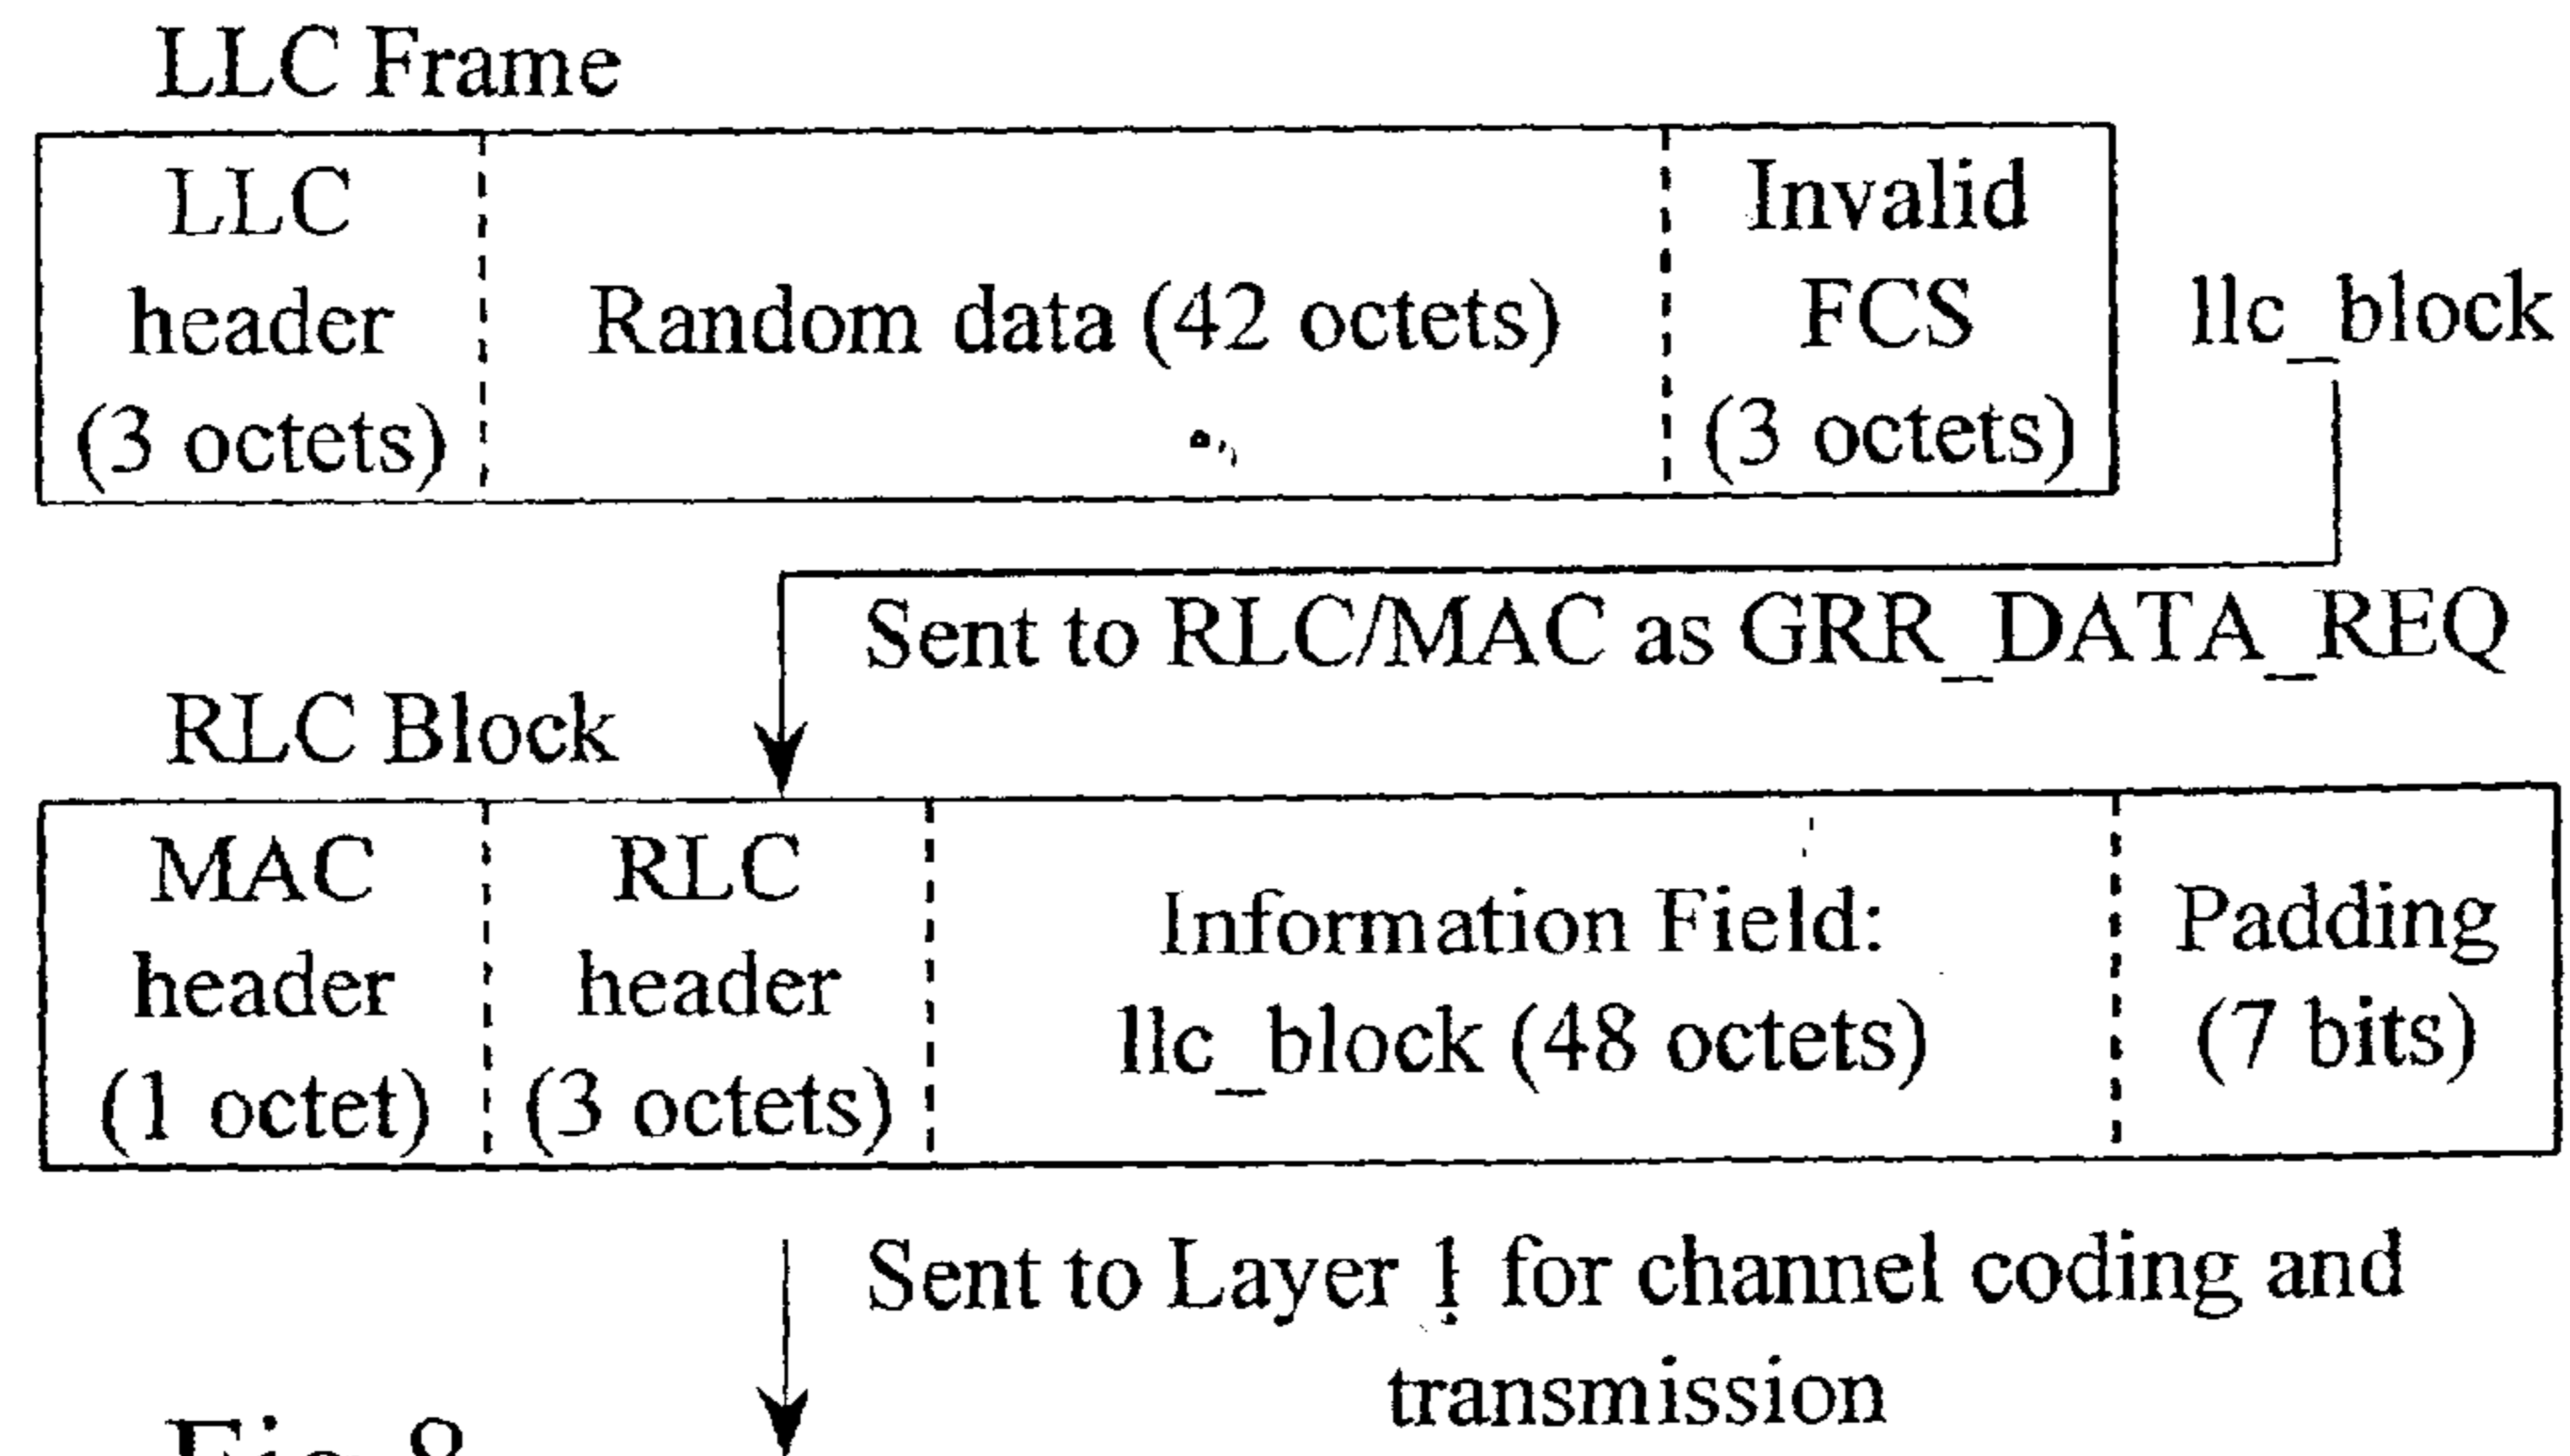 LLC Frame
LLC
header
(3 octets)
Random data (42 octets)
Invalid
FCS
(3 octets)
llc_block
Sent to RLC/MAC as GRR_DATA_REQ
RLC Block
MAC
header
(1 octet)
RLC
header
(3 octets)
Information Field:
llc_block (48 octets)
Padding
(7 bits)
Sent to Layer 1 for channel coding and
transmission
Fig 8